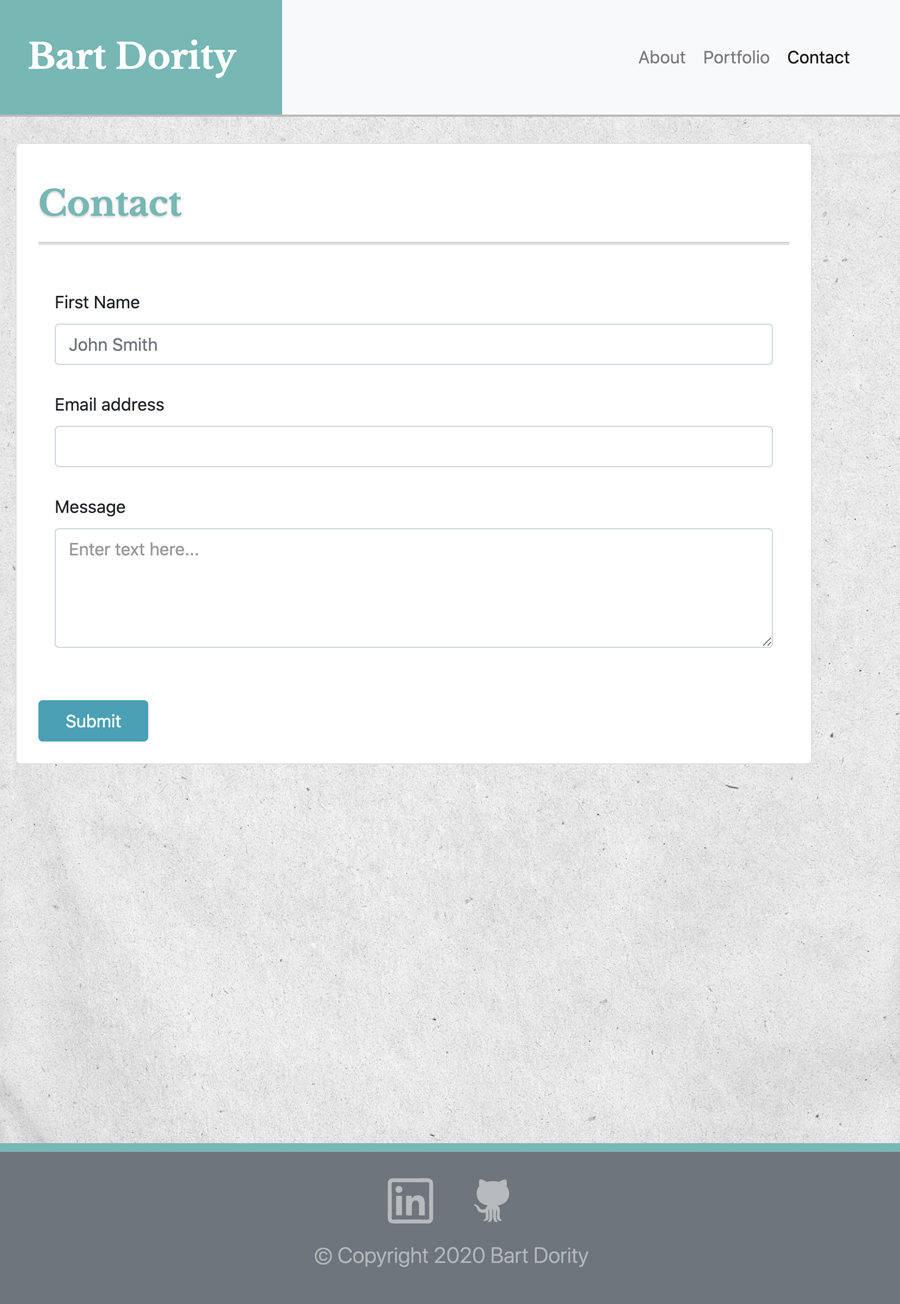 Bart Dority
About Portfolio Contact
Contact
First Name
John Smith
Email address
Message
Enter text here...
Submit
in
© Copyright 2020 Bart Dority